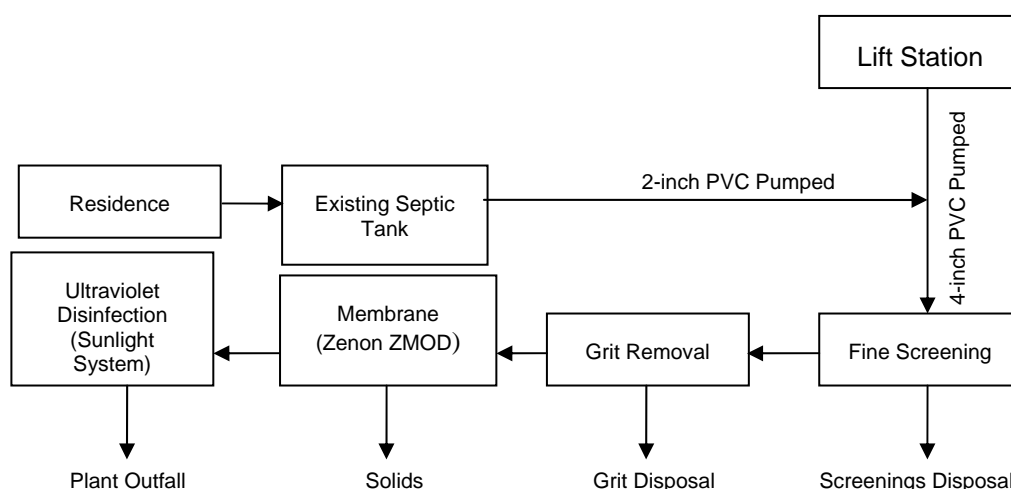 Lift Station
4-inch PVC Pumped
2-inch PVC Pumped
Residence
Existing Septic
Tank
Ultraviolet
Disinfection
(Sunlight
System)
Membrane
(Zenon ZMOD)
Grit Removal
Fine Screening
Plant Outfall
Solids
Grit Disposal
Screenings Disposal